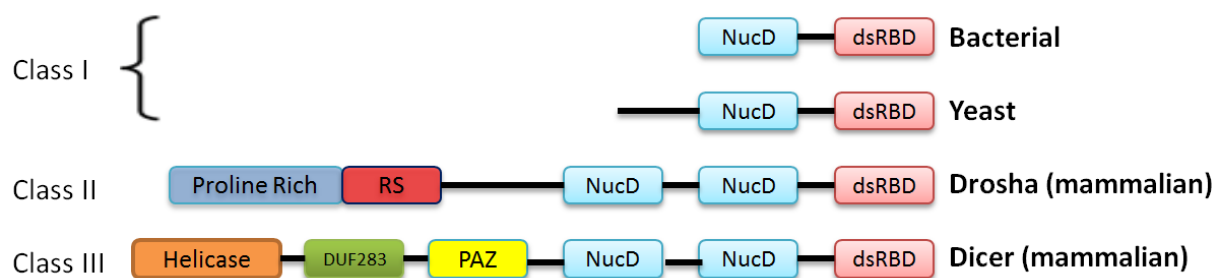 NucD dsRBD Bacterial
Class I
NucD dsRBD Yeast
Class II Proline Rich RS NucD NucD dsRBD Drosha (mammalian)
Class III Helicase DUF283 PAZ NucD NucD dsRBD Dicer (mammalian)